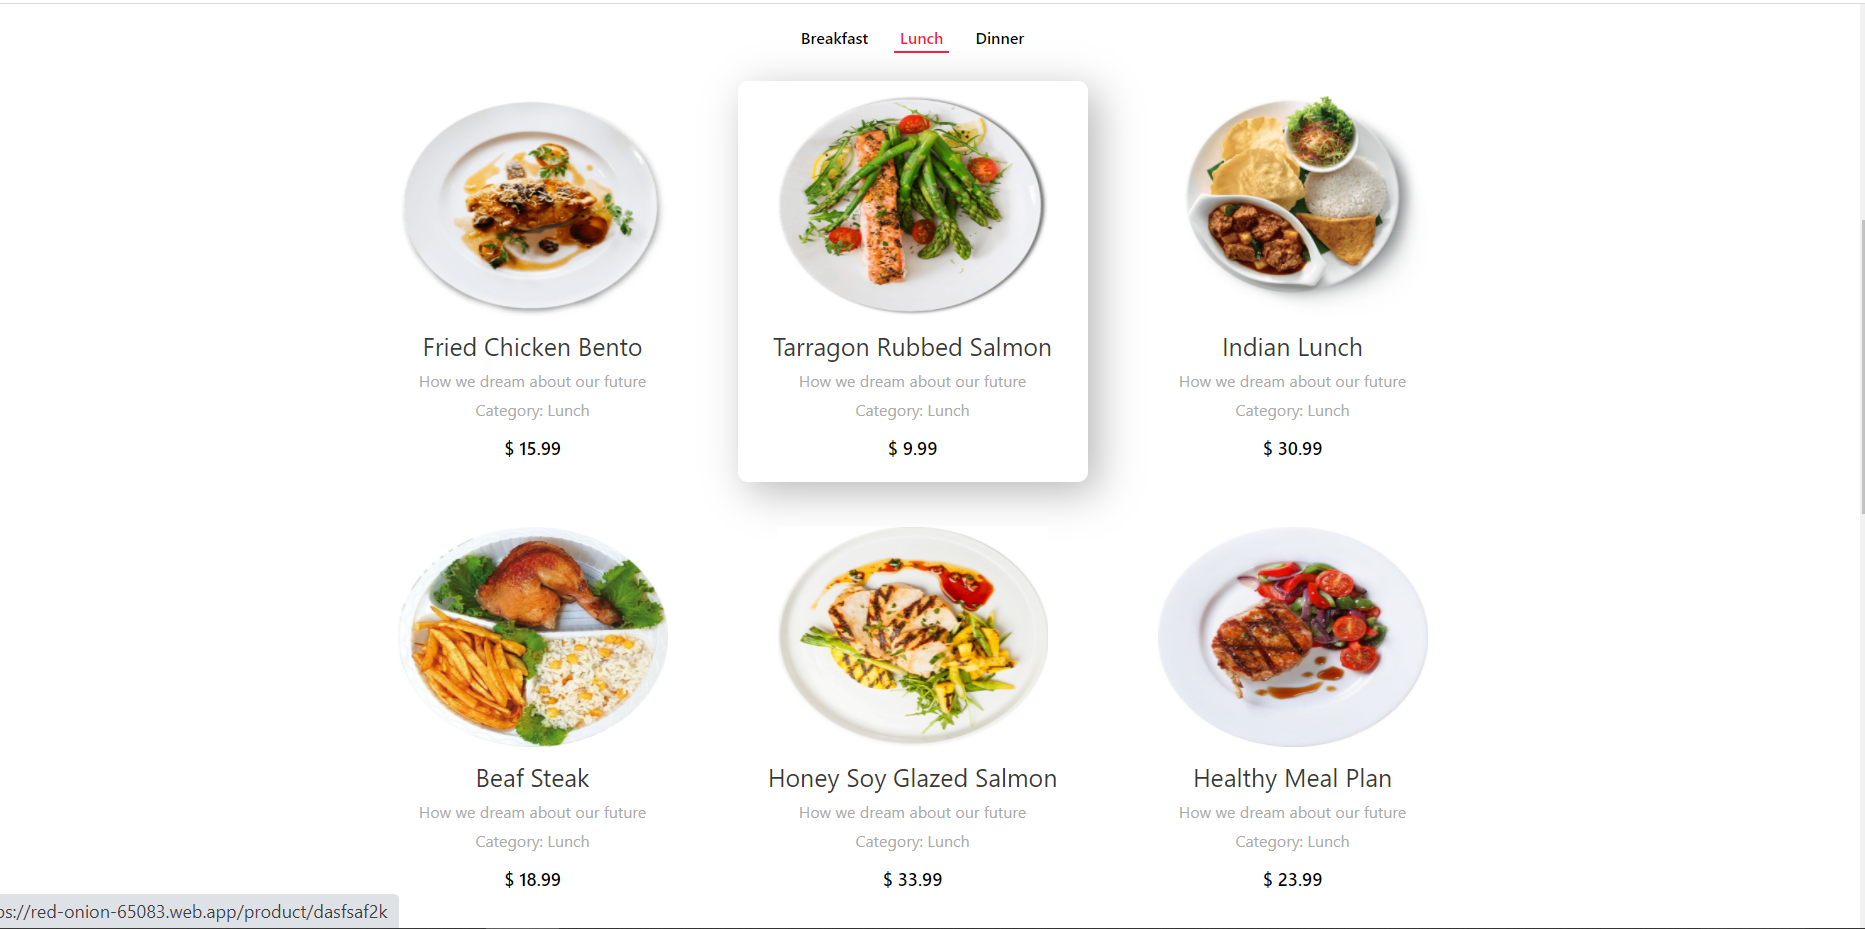 Breakfast Lunch Dinner
Fried Chicken Bento
How we dream about our future
Category: Lunch
$ 15.99
Tarragon Rubbed Salmon
How we dream about our future
Category: Lunch
$ 9.99
Indian Lunch
How we dream about our future
Category: Lunch
$ 30.99
Beaf Steak
How we dream about our future
Category: Lunch
$ 18.99
Honey Soy Glazed Salmon
How we dream about our future
Category: Lunch
$ 33.99
Healthy Meal Plan
How we dream about our future
Category: Lunch
$ 23.99
ps://red-onion-65083.web.app/product/dasfsaf2k